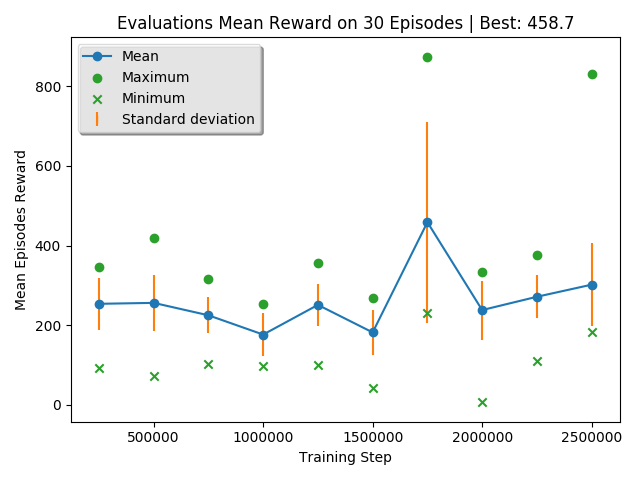 Evaluations Mean Reward on 30 Episodes | Best: 458.7
Mean
Maximum
Minimum
Standard deviation
Mean Episodes Reward
800
600
400
200
0
500000 1000000 1500000 2000000 2500000
Training Step